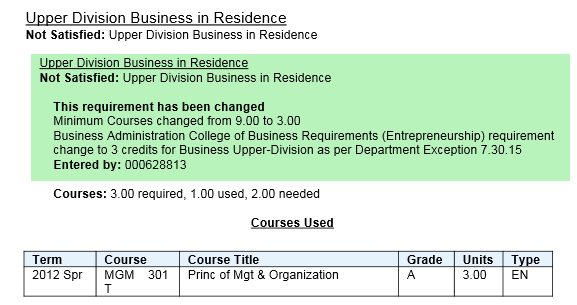 Upper Division Business in Residence
Not Satisfied: Upper Division Business in Residence
Upper Division Business in Residence
Not Satisfied: Upper Division Business in Residence
This requirement has been changed
Minimum Courses changed from 9.00 to 3.00
Business Administration College of Business Requirements (Entrepreneurship) requirement
change to 3 credits for Business Upper-Division as per Department Exception 7.30.15
Entered by: 000628813
Courses: 3.00 required, 1.00 used, 2.00 needed
Courses Used
Term Course Course Title Grade Units Type
2012 Spr MGM 301 Princ of Mgt & Organization A 3.00 EN
T